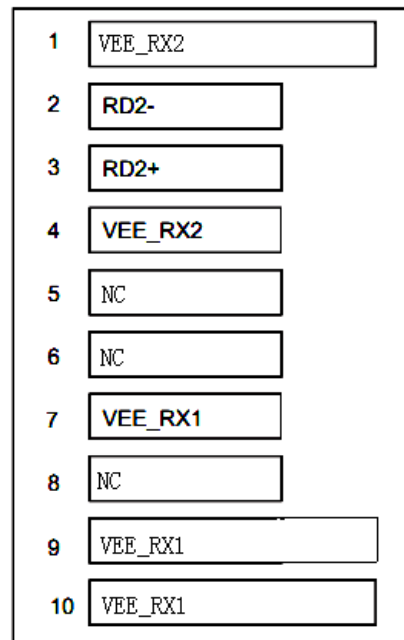 1 VEE_RX2
2 RD2-
3 RD2+
4 VEE_RX2
5 NC
6 NC
7 VEE_RX1
8 NC
9 VEE_RX1
10 VEE_RX1